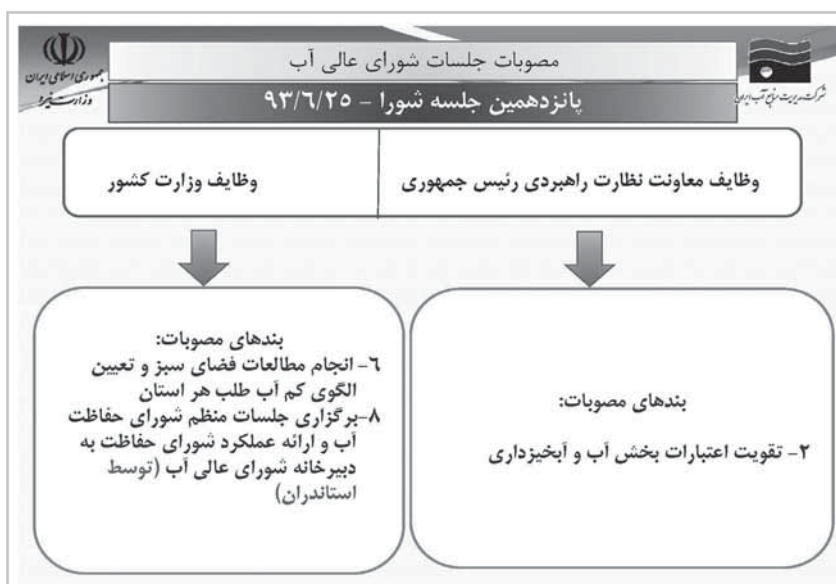 جمهوری اسلامی ایران
وزارت نیرو
شرکت مدیریت منابع آب ایران
مصوبات جلسات شورای عالی آب
پانزدهمین جلسه شورا - ۹۳/۶/۲۵
وظایف معاونت نظارت راهبردی رئیس جمهوری
وظایف وزارت کشور
بندهای مصوبات:
۲- تقویت اعتبارات بخش آب و آبخیزداری
بندهای مصوبات:
۶- انجام مطالعات فضای سبز و تعیین
الگوی کم آب طلب هر استان
۸-برگزاری جلسات منظم شورای حفاظت
آب و ارائه عملکرد شورای حفاظت به
دبیرخانه شورای عالی آب (توسط
استاندران)